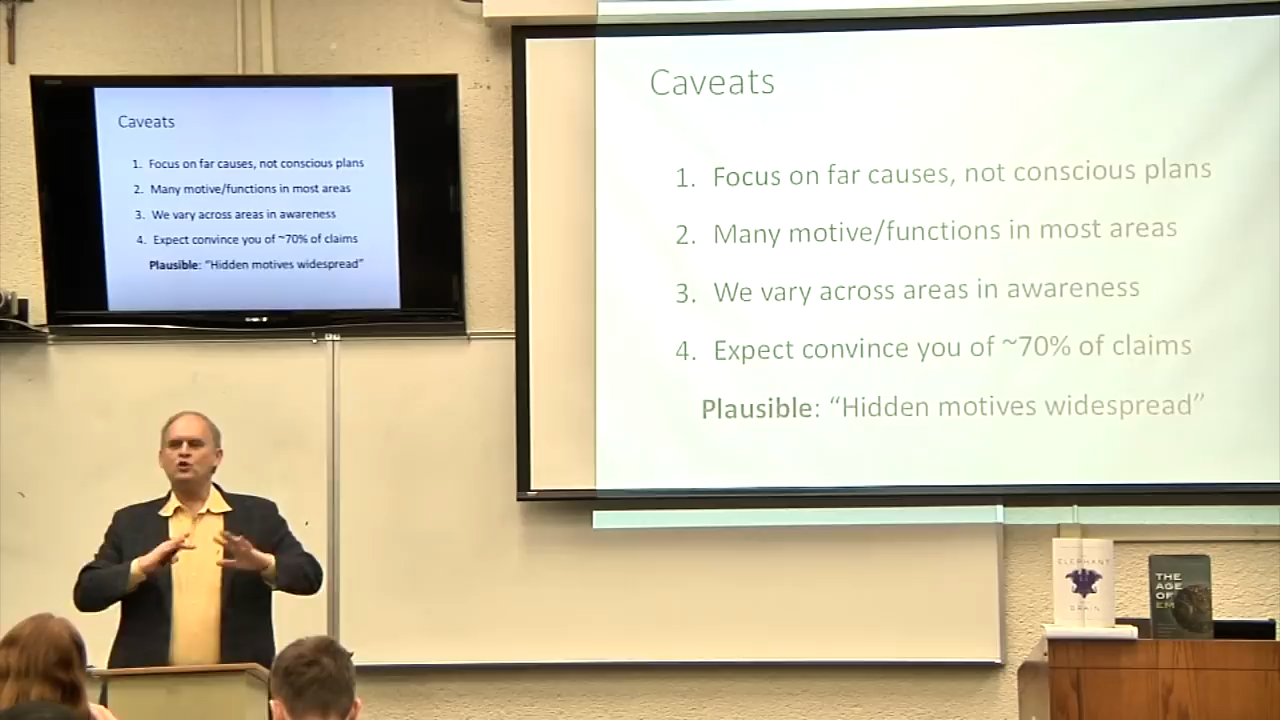 Caveats
1. Focus on far causes, not conscious plans
2. Many motive/functions in most areas
3. We vary across areas in awareness
4. Expect convince you of ~70% of claims
Plausible: “Hidden motives widespread”
Caveats
1. Focus on far causes, not conscious plans
2. Many motive/functions in most areas
3. We vary across areas in awareness
4. Expect convince you of ~70% of claims
Plausible: “Hidden motives widespread”
ELEPHANT
BRAIN
THE
AGE
OF
EM